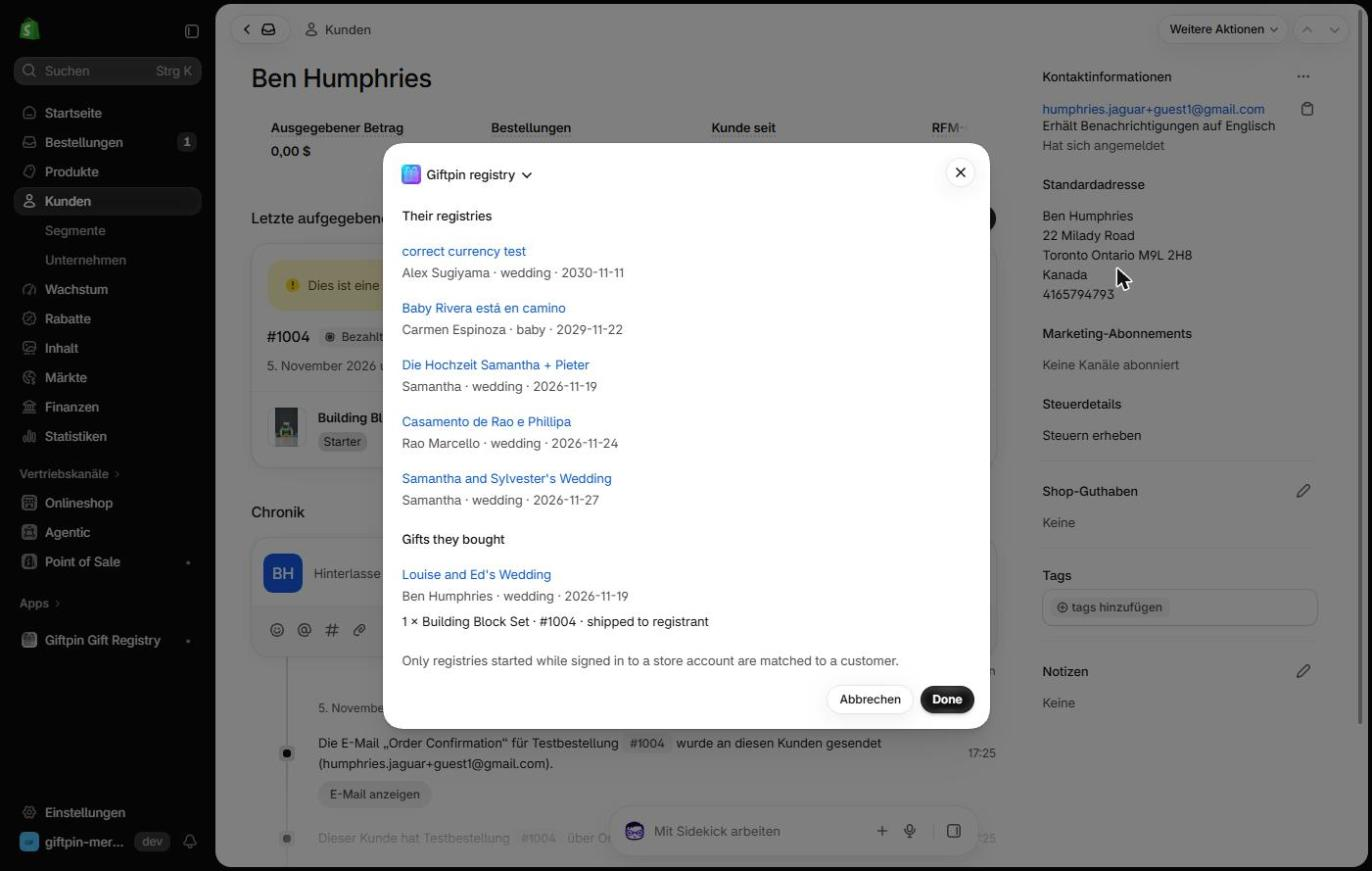 Suchen
Strg K
Startseite
Bestellungen
1
Produkte
Kunden
Segmente
Unternehmen
Wachstum
Rabatte
Inhalt
Märkte
Finanzen
Statistiken
Vertriebskanäle
Onlineshop
Agentic
Point of Sale
Apps
Giftpin Gift Registry
Einstellungen
giftpin-mer...
dev
Kunden
Weitere Aktionen
Ben Humphries
Ausgegebener Betrag
Bestellungen
Kunde seit
RFM-
0,00 $
Letzte aufgegebene
Dies ist eine
#1004
Bezahlt
5. November 2026 u
Building Bl
Starter
Chronik
BH
Hinterlasse
5. Novembe
Die E-Mail „Order Confirmation“ für Testbestellung #1004 wurde an diesen Kunden gesendet
(humphries.jaguar+guest1@gmail.com).
17:25
E-Mail anzeigen
Dieser Kunde hat Testbestellung #1004 über On
Mit Sidekick arbeiten
Giftpin registry
Their registries
correct currency test
Alex Sugiyama · wedding · 2030-11-11
Baby Rivera está en camino
Carmen Espinoza · baby · 2029-11-22
Die Hochzeit Samantha + Pieter
Samantha · wedding · 2026-11-19
Casamento de Rao e Phillipa
Rao Marcello · wedding · 2026-11-24
Samantha and Sylvester's Wedding
Samantha · wedding · 2026-11-27
Gifts they bought
Louise and Ed's Wedding
Ben Humphries · wedding · 2026-11-19
1 × Building Block Set · #1004 · shipped to registrant
Only registries started while signed in to a store account are matched to a customer.
Abbrechen
Done
Kontaktinformationen
humphries.jaguar+guest1@gmail.com
Erhält Benachrichtigungen auf Englisch
Hat sich angemeldet
Standardadresse
Ben Humphries
22 Milady Road
Toronto Ontario M9L 2H8
Kanada
4165794793
Marketing-Abonnements
Keine Kanäle abonniert
Steuerdetails
Steuern erheben
Shop-Guthaben
Keine
Tags
tags hinzufügen
Notizen
Keine